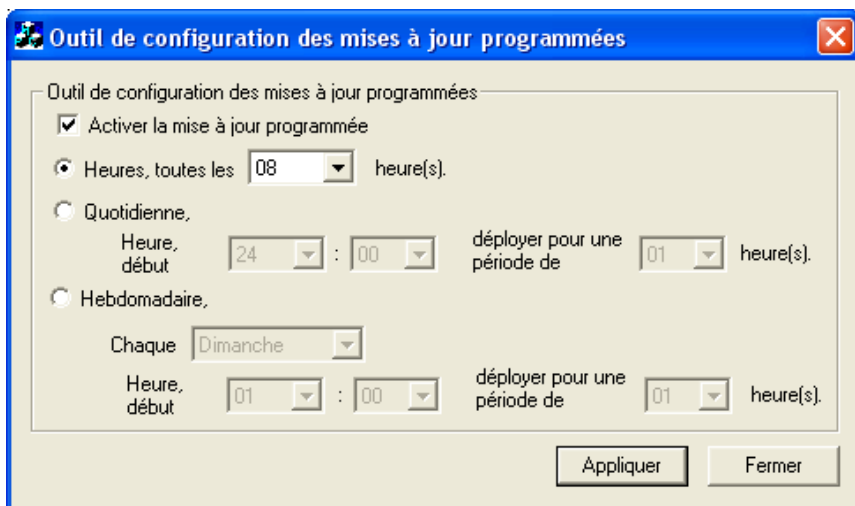 Outil de configuration des mises à jour programmées
Outil de configuration des mises à jour programmées
Activer la mise à jour programmée
Heures, toutes les 08 heure(s).
Quotidienne,
Heure, début 24 : 00 déployer pour une période de 01 heure(s).
Hebdomadaire,
Chaque Dimanche
Heure, début 01 : 00 déployer pour une période de 01 heure(s).
Appliquer Fermer